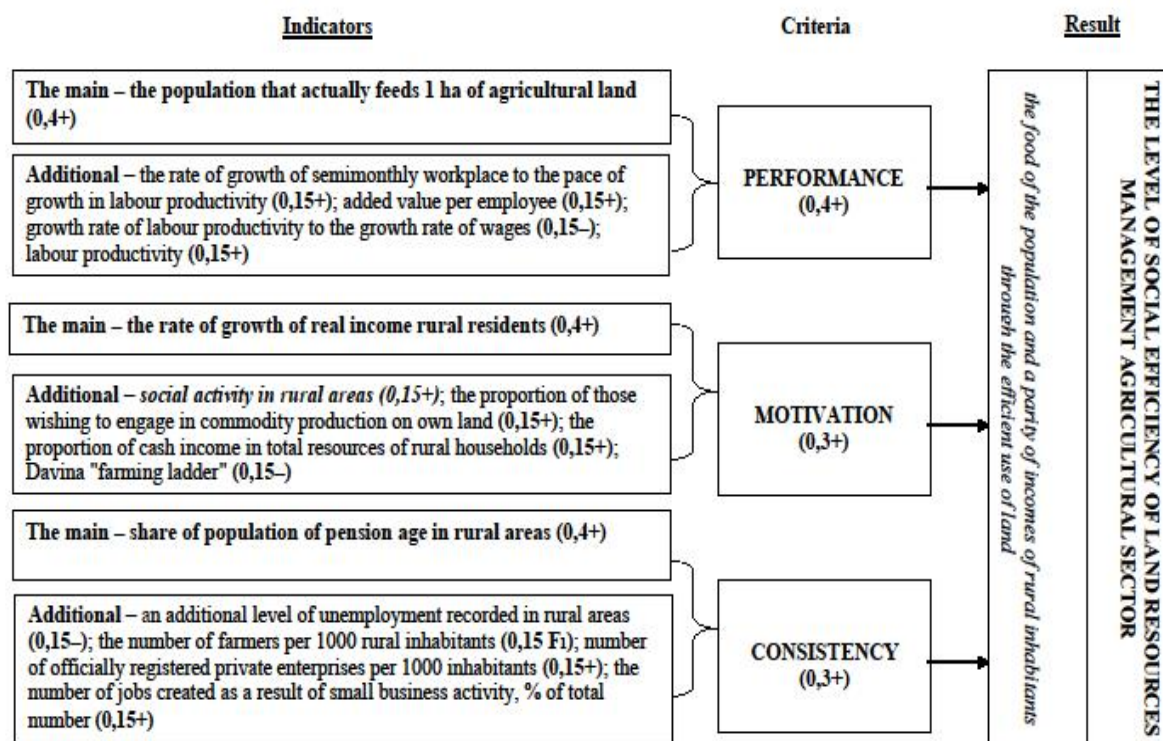 Indicators
Criteria
Result
The main – the population that actually feeds 1 ha of agricultural land
(0,4+)
Additional – the rate of growth of semimonthly workplace to the pace of
growth in labour productivity (0,15+); added value per employee (0,15+);
growth rate of labour productivity to the growth rate of wages (0,15–);
labour productivity (0,15+)
PERFORMANCE
(0,4+)
The main – the rate of growth of real income rural residents (0,4+)
Additional – social activity in rural areas (0,15+); the proportion of those
wishing to engage in commodity production on own land (0,15+); the
proportion of cash income in total resources of rural households (0,15+);
Davina "farming ladder" (0,15–)
MOTIVATION
(0,3+)
The main – share of population of pension age in rural areas (0,4+)
Additional – an additional level of unemployment recorded in rural areas
(0,15–); the number of farmers per 1000 rural inhabitants (0,15 F1); number
of officially registered private enterprises per 1000 inhabitants (0,15+); the
number of jobs created as a result of small business activity, % of total
number (0,15+)
CONSISTENCY
(0,3+)
the food of the population and a parity of incomes of rural inhabitants
through the efficient use of land
THE LEVEL OF SOCIAL EFFICIENCY OF LAND RESOURCES
MANAGEMENT AGRICULTURAL SECTOR